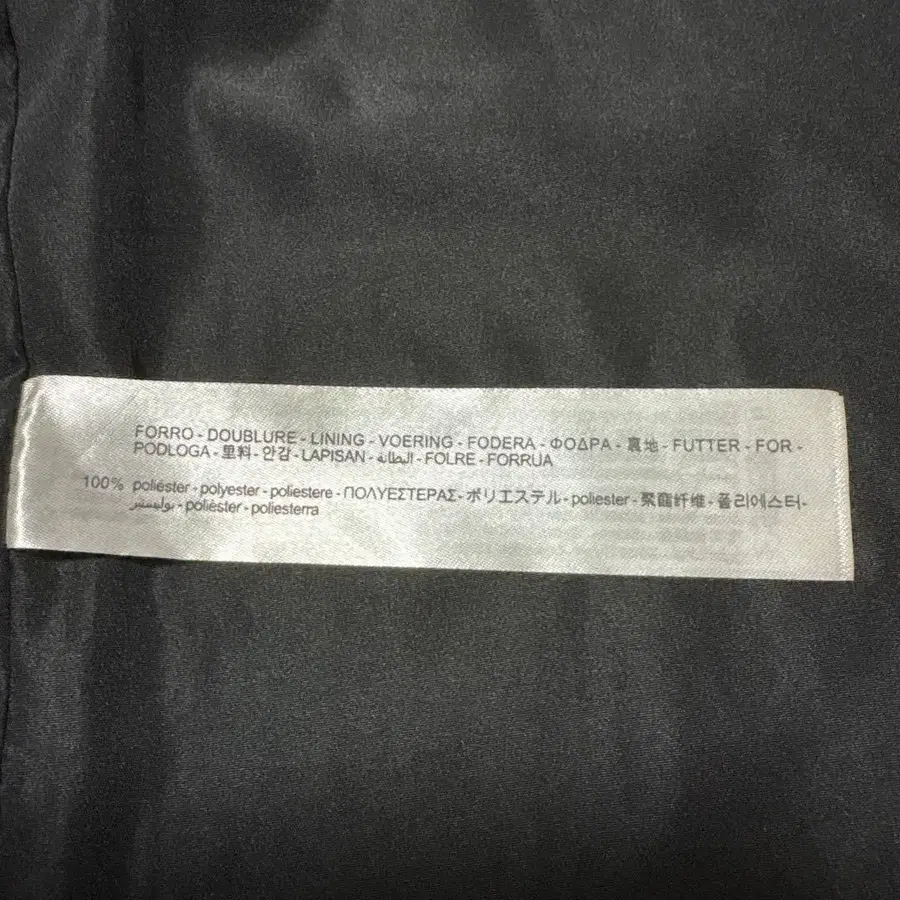 FORRO - DOUBLURE - LINING - VOERING - FODERA - ΦΟΔΡΑ - 裏地 - FUTTER - FOR -
PODLOGA - 里料 - 안감 - LAPISAN - البطانة - FOLRE - FORRUA
100% poliéster - polyester - poliestere - ΠΟΛΥΕΣΤΕΡΑΣ - ポリエステル - poliester - 聚酯纤维 - 폴리에스터 -
بوليستر - polièster - poliesterra